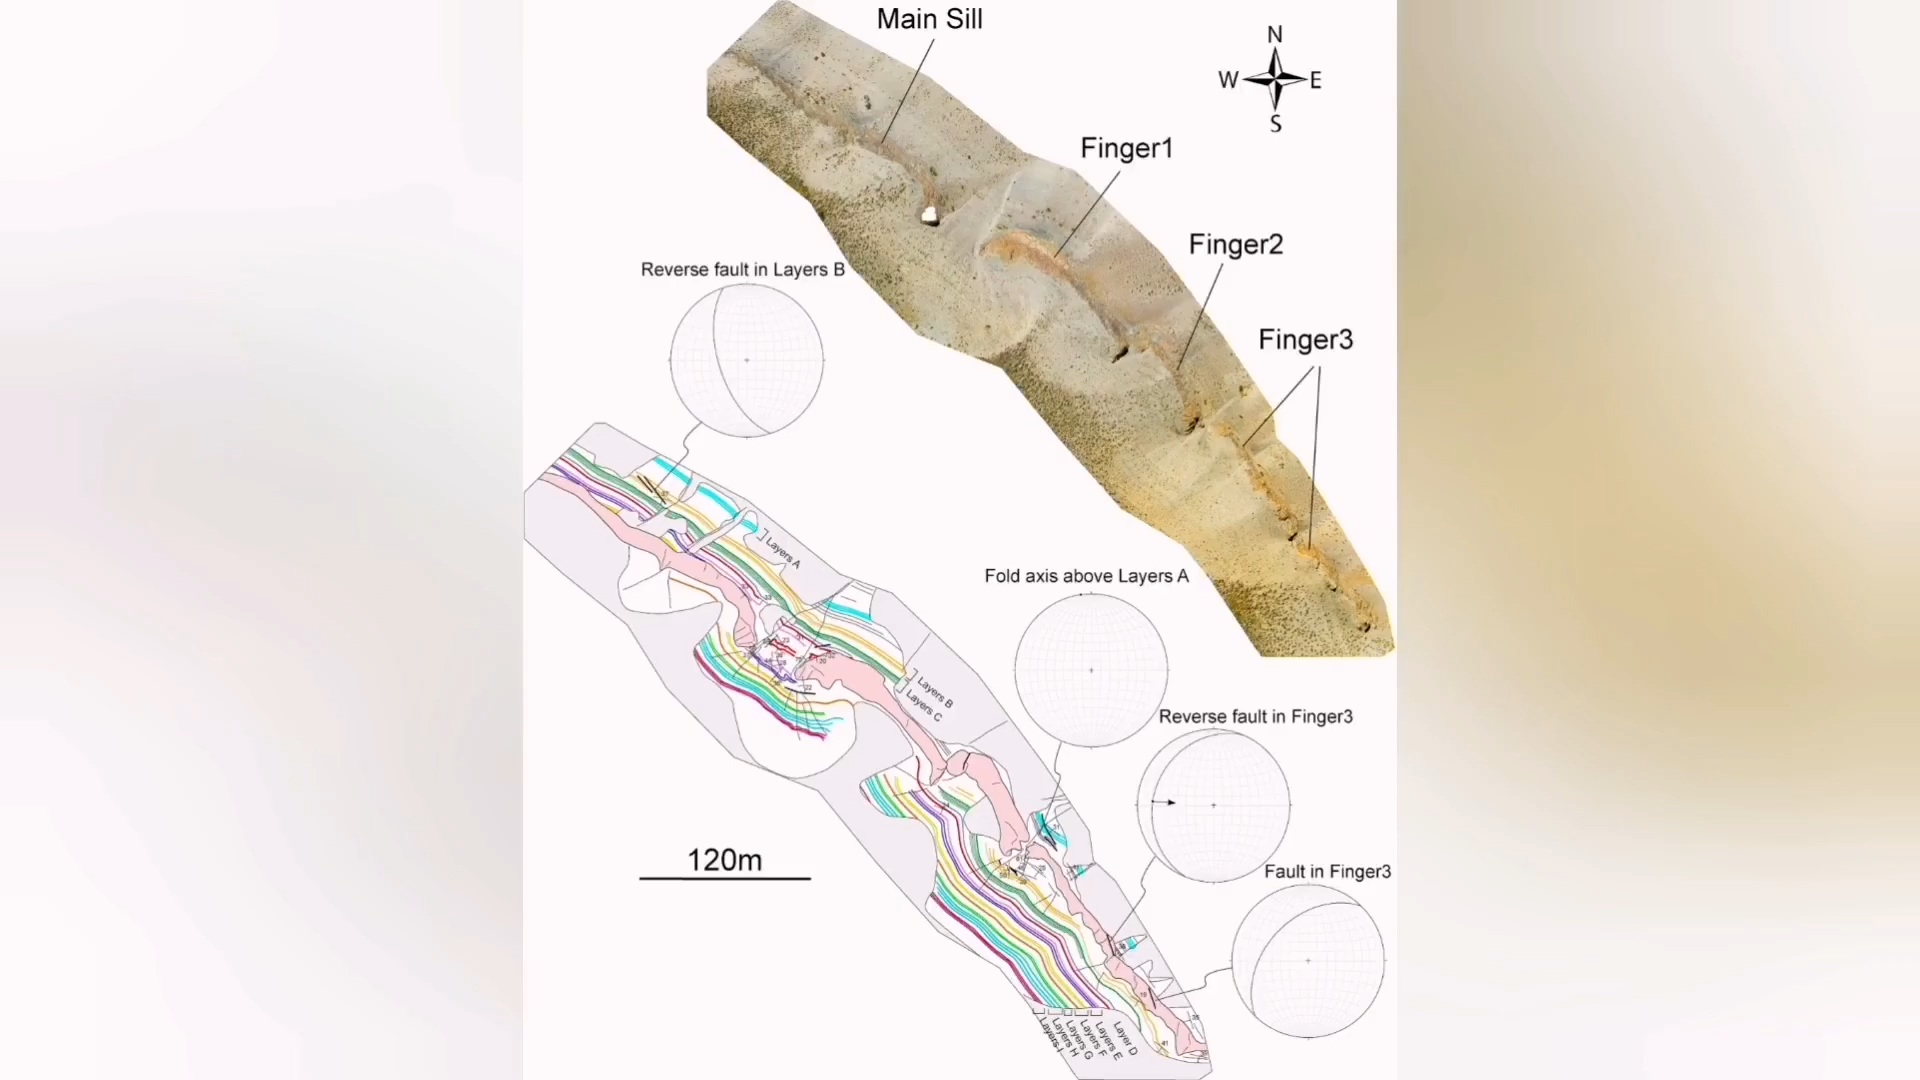 Main Sill
N
W E
S
Finger1
Finger2
Reverse fault in Layers B
Finger3
Layers A
Fold axis above Layers A
Layers B
Layers C
Reverse fault in Finger3
120m
Fault in Finger3
Layers I
Layers H
Layers G
Layers F
Layers E
Layer D